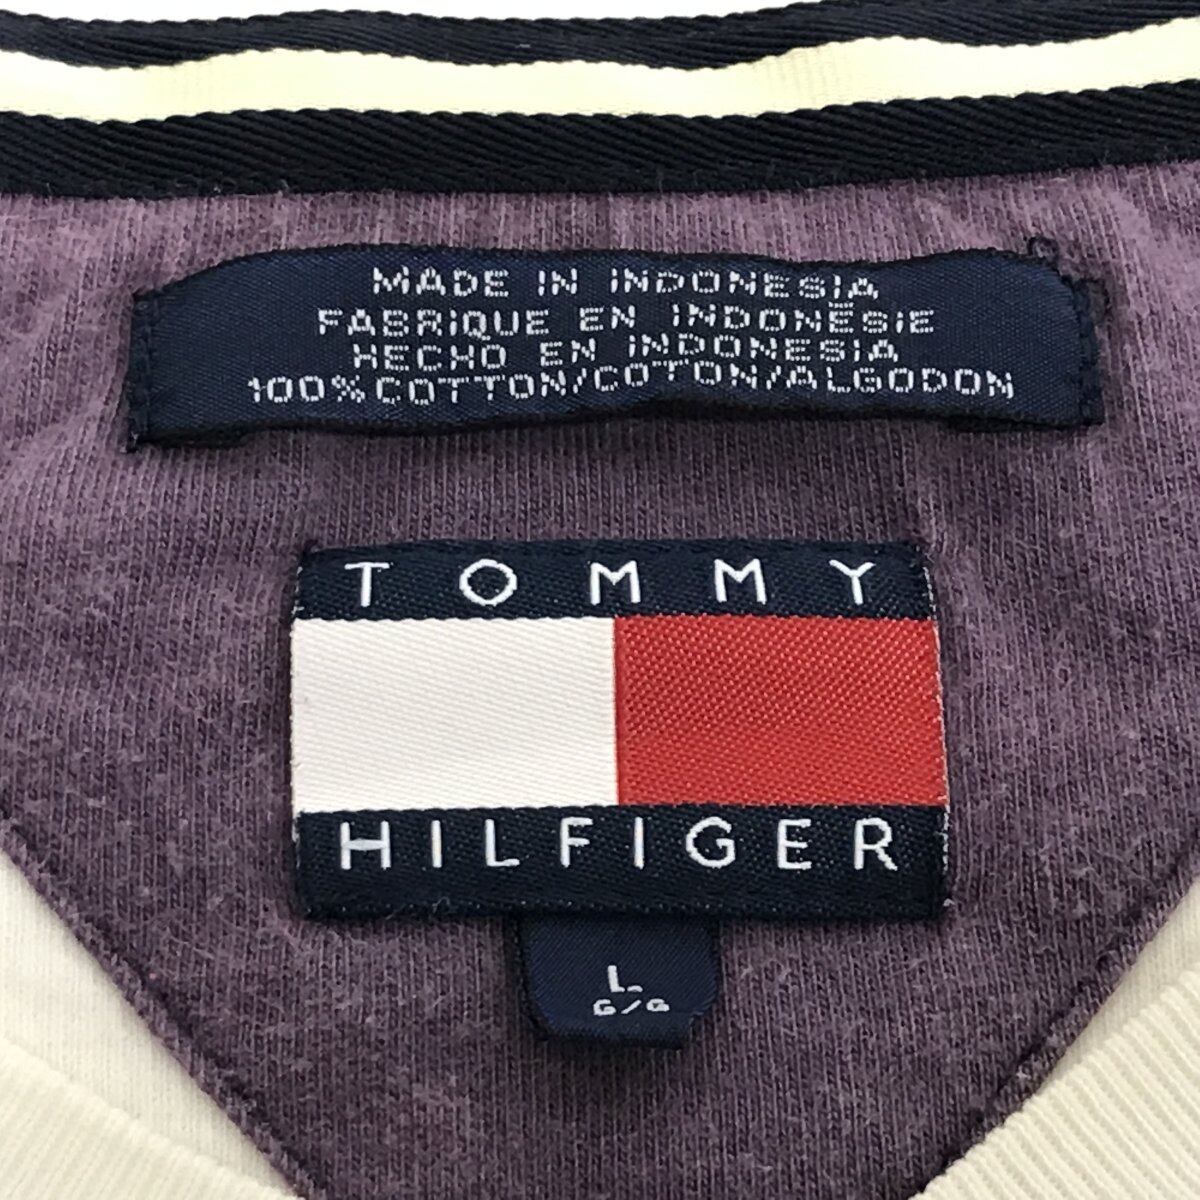 MADE IN INDONESIA
FABRIQUE EN INDONÉSIE
HECHO EN INDONESIA
100% COTTON/COTON/ALGODON
TOMMY
HILFIGER
L
G/G